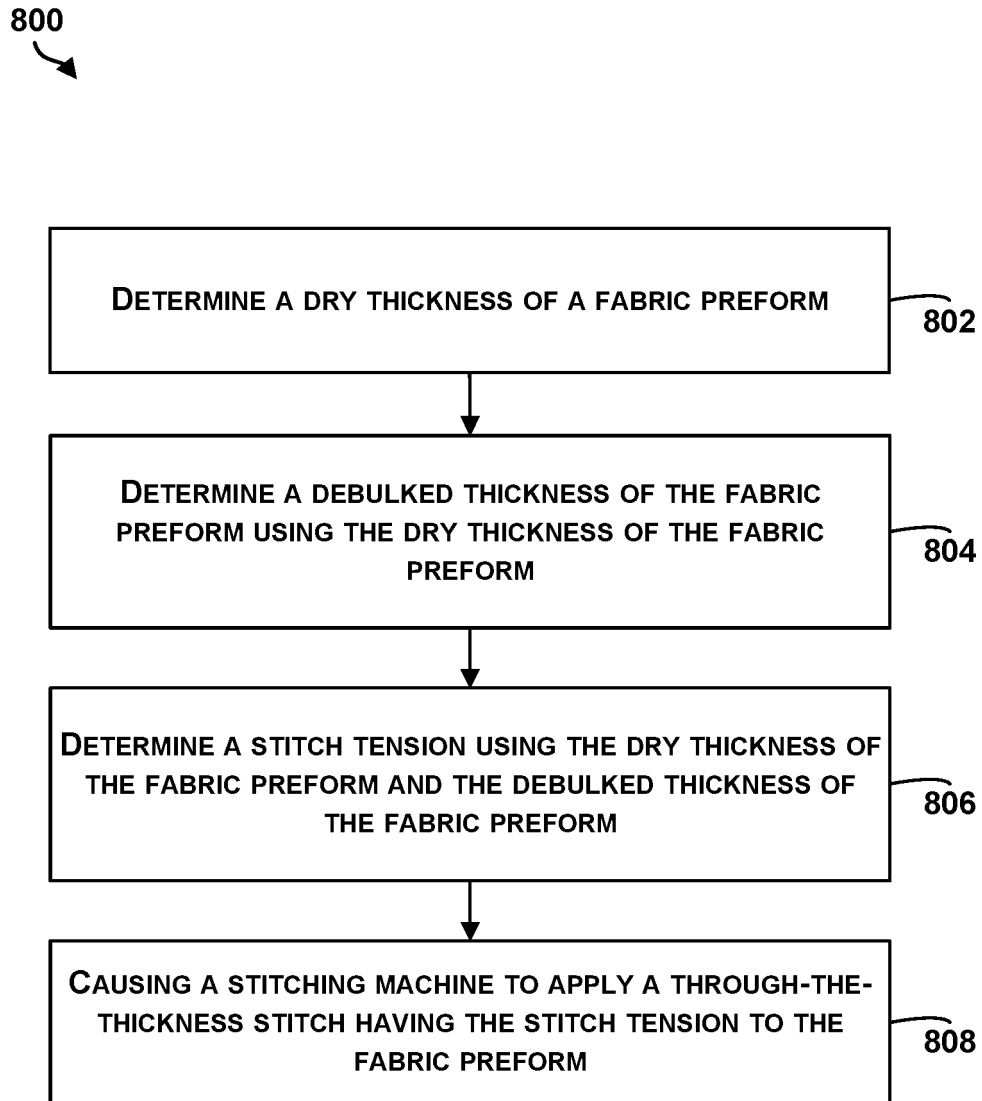 800
DETERMINE A DRY THICKNESS OF A FABRIC PREFORM
802
DETERMINE A DEBULKED THICKNESS OF THE FABRIC
PREFORM USING THE DRY THICKNESS OF THE FABRIC
PREFORM
804
DETERMINE A STITCH TENSION USING THE DRY THICKNESS OF
THE FABRIC PREFORM AND THE DEBULKED THICKNESS OF
THE FABRIC PREFORM
806
CAUSING A STITCHING MACHINE TO APPLY A THROUGH-THE-
THICKNESS STITCH HAVING THE STITCH TENSION TO THE
FABRIC PREFORM
808